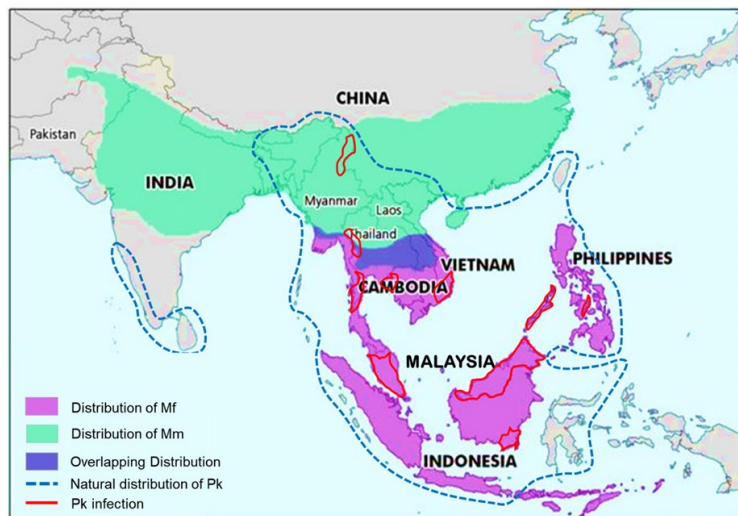 CHINA
Pakistan
INDIA
Myanmar
Laos
Thailand
VIETNAM
PHILIPPINES
CAMBODIA
MALAYSIA
INDONESIA
Distribution of Mf
Distribution of Mm
Overlapping Distribution
Natural distribution of Pk
Pk infection